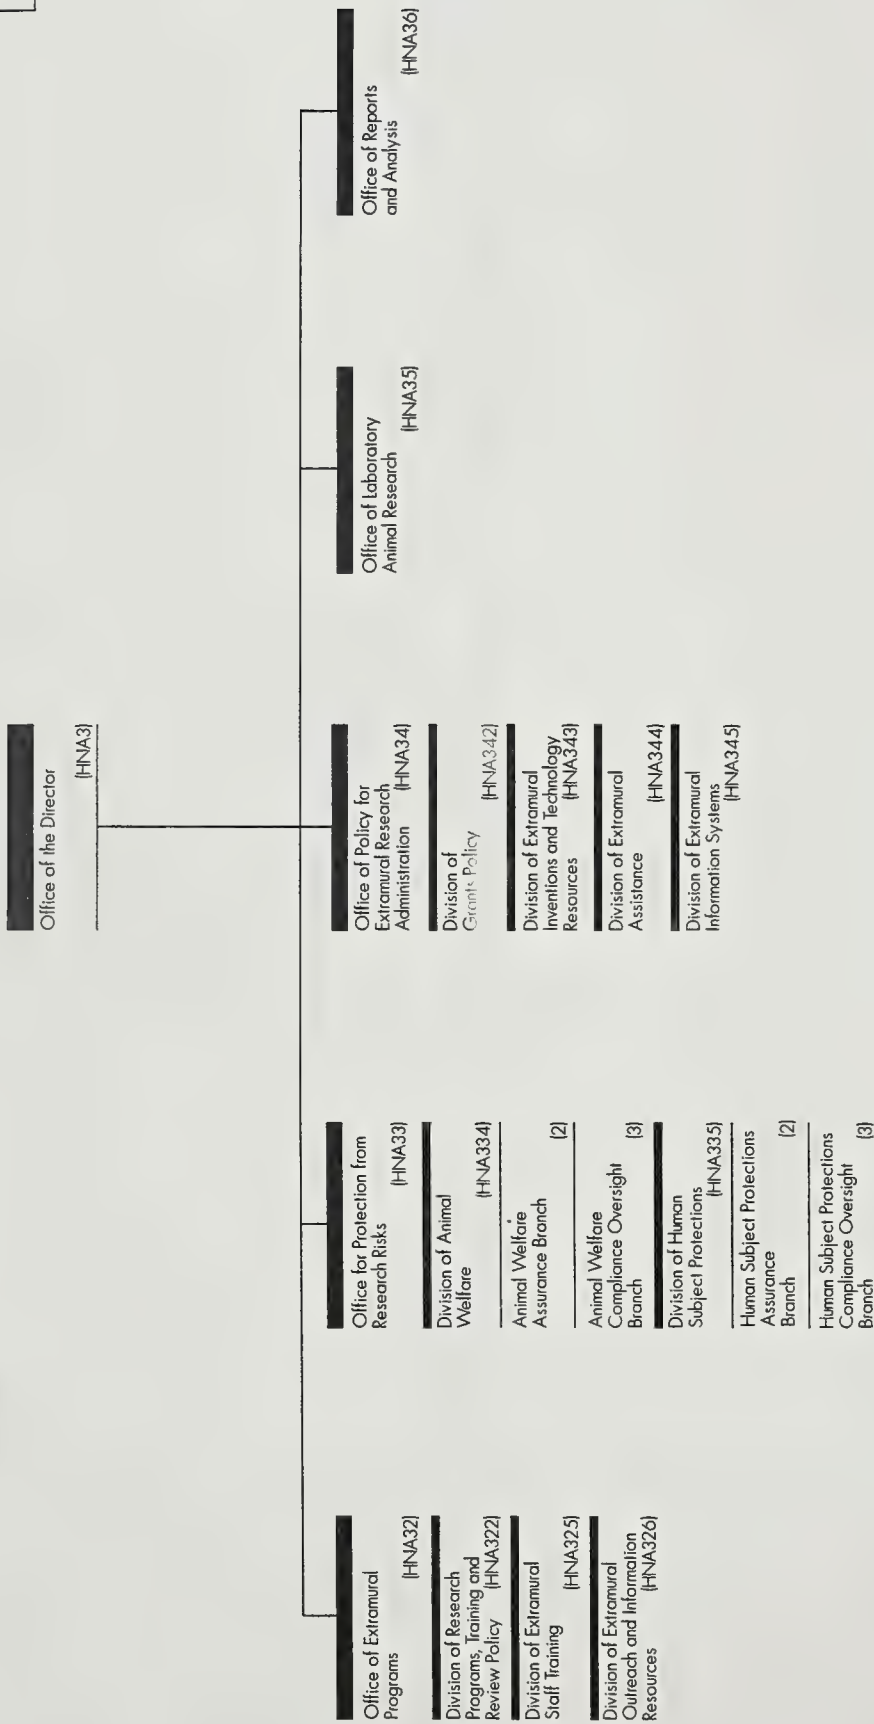 Office of the Director
(HNA3)
Office of Extramural
Programs
(HNA32)
Division of Research
Programs, Training and
Review Policy (HNA322)
Division of Extramural
Staff Training
(HNA325)
Division of Extramural
Outreach and Information
Resources (HNA326)
Office for Protection from
Research Risks
(HNA33)
Division of Animal
Welfare
(HNA334)
Animal Welfare
Assurance Branch (2)
Animal Welfare
Compliance Oversight
Branch (3)
Division of Human
Subject Protections
(HNA335)
Human Subject Protections
Assurance
Branch (2)
Human Subject Protections
Compliance Oversight
Branch (3)
Office of Policy for
Extramural Research
Administration (HNA34)
Division of
Grants Policy
(HNA342)
Division of Extramural
Inventions and Technology
Resources (HNA343)
Division of Extramural
Assistance
(HNA344)
Division of Extramural
Information Systems
(HNA345)
Office of Laboratory
Animal Research
(HNA35)
Office of Reports
and Analysis
(HNA36)